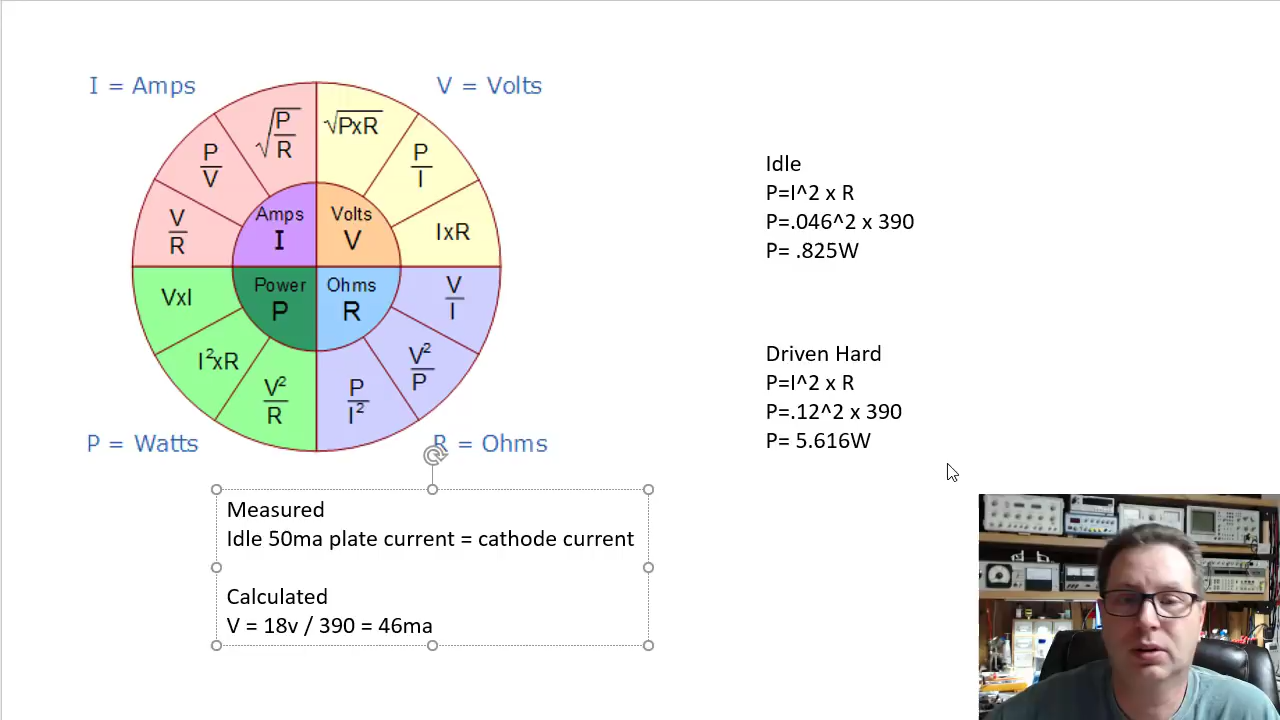 I = Amps
V = Volts
√P/R
√PxR
P/V
P/I
V/R
IxR
Amps
I
Volts
V
Power
P
Ohms
R
VxI
V/I
I²xR
V²/P
V²/R
P/I²
P = Watts
R = Ohms
Idle
P=I^2 x R
P=.046^2 x 390
P= .825W
Driven Hard
P=I^2 x R
P=.12^2 x 390
P= 5.616W
Measured
Idle 50ma plate current = cathode current
Calculated
V = 18v / 390 = 46ma